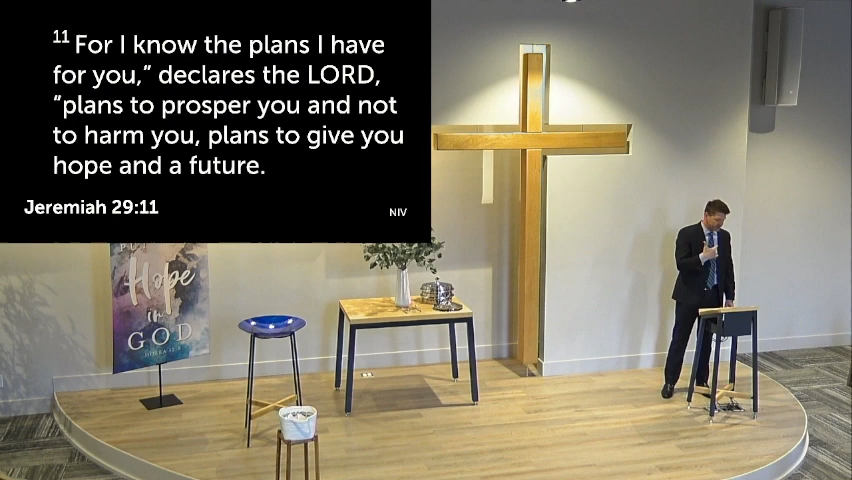 11 For I know the plans I have
for you,” declares the LORD,
“plans to prosper you and not
to harm you, plans to give you
hope and a future.
Jeremiah 29:11
NIV
Hope
in
GOD